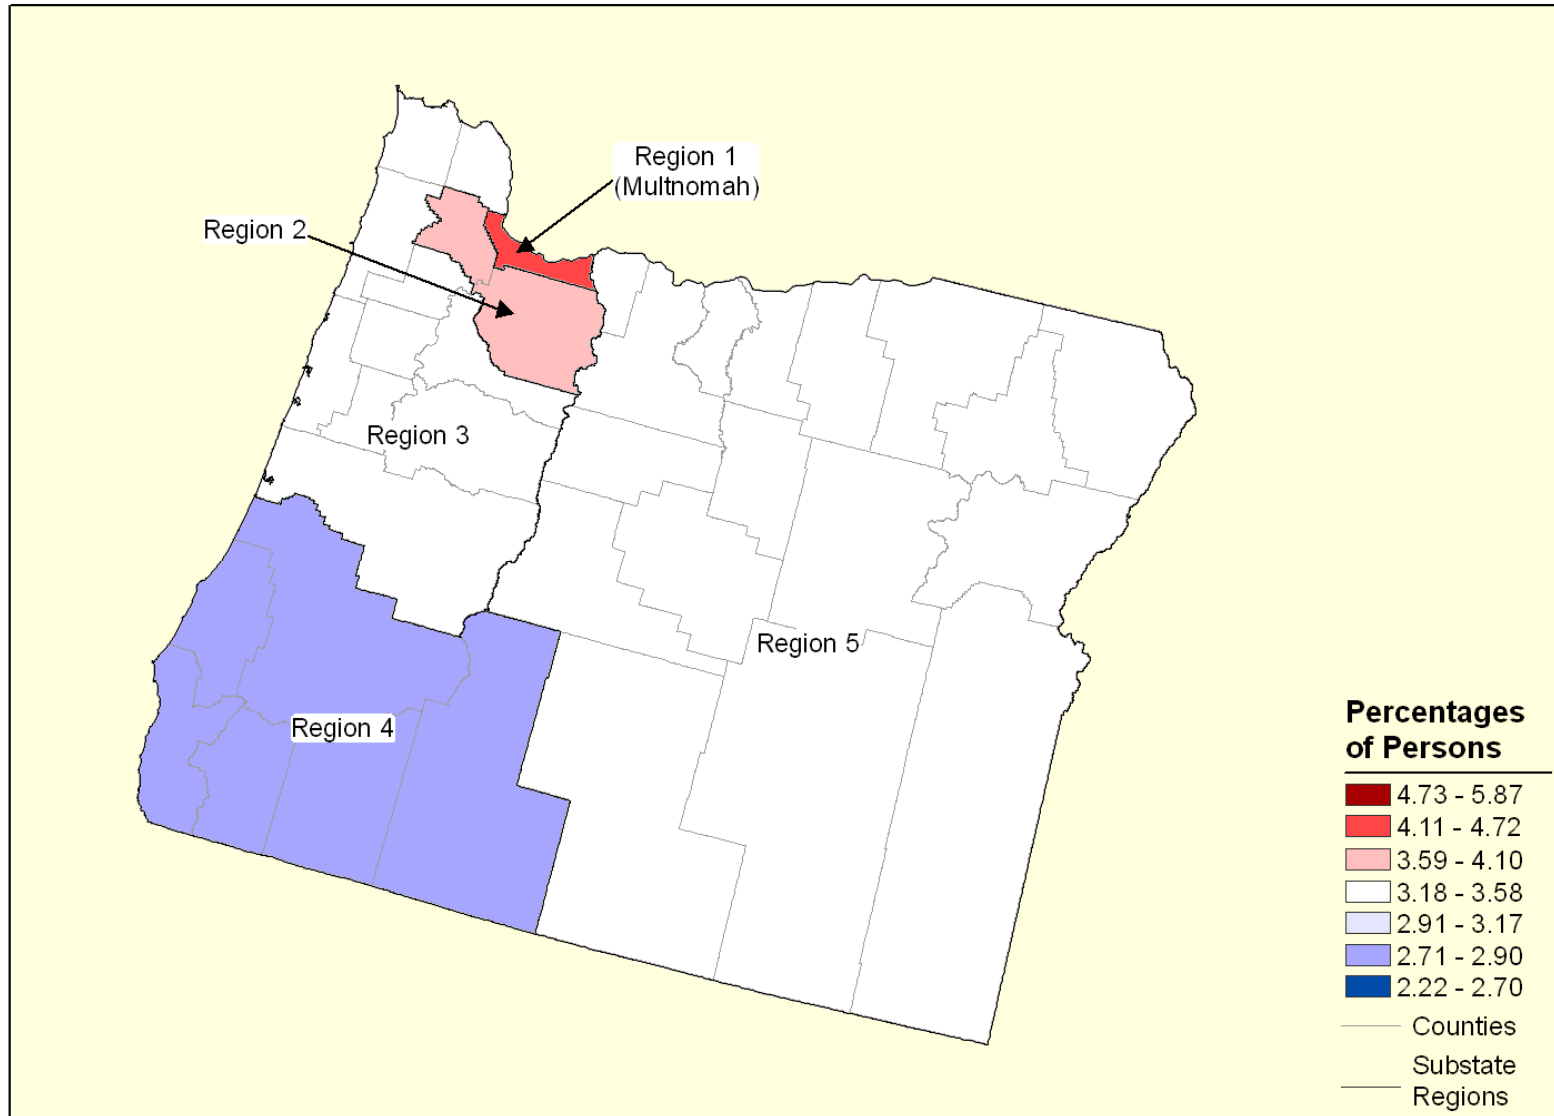 Region 1
(Multnomah)
Region 2
Region 3
Region 5
Region 4
Percentages
of Persons
4.73 - 5.87
4.11 - 4.72
3.59 - 4.10
3.18 - 3.58
2.91 - 3.17
2.71 - 2.90
2.22 - 2.70
Counties
Substate
Regions